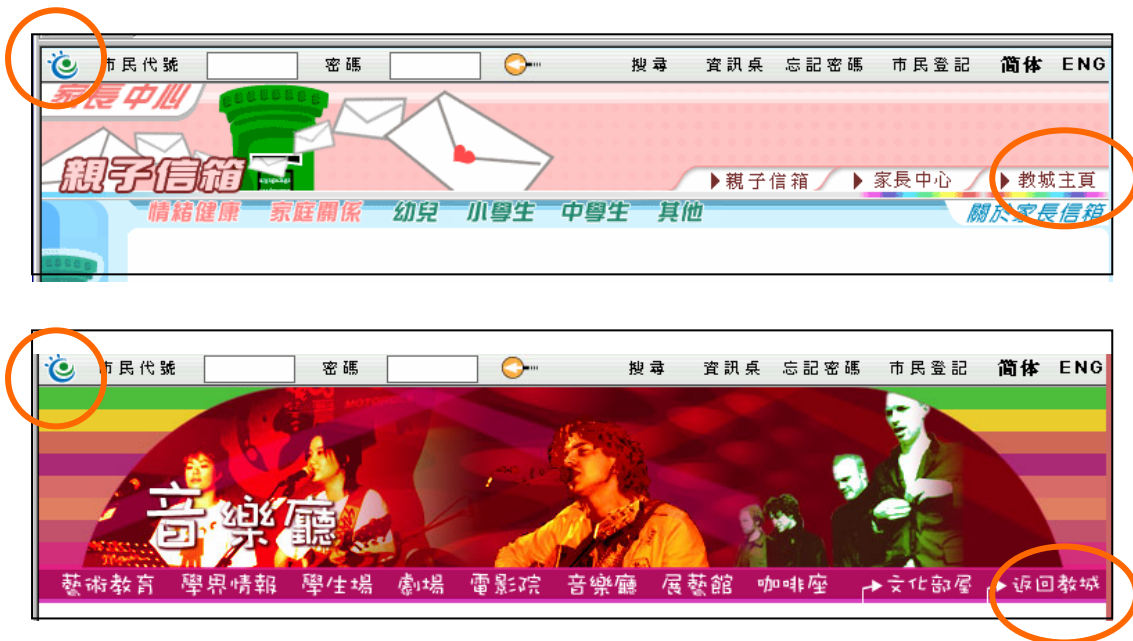 市民代號 密碼 搜尋 資訊桌 忘記密碼 市民登記 简体 ENG
家長中心
親子信箱
親子信箱 家長中心 教城主頁
情緒健康 家庭關係 幼兒 小學生 中學生 其他 關於家長信箱
市民代號 密碼 搜尋 資訊桌 忘記密碼 市民登記 简体 ENG
MOTOROLA
音樂廳
藝術教育 學界情報 學生場 劇場 電影院 音樂廳 展藝館 咖啡座 文化部屋 返回教城